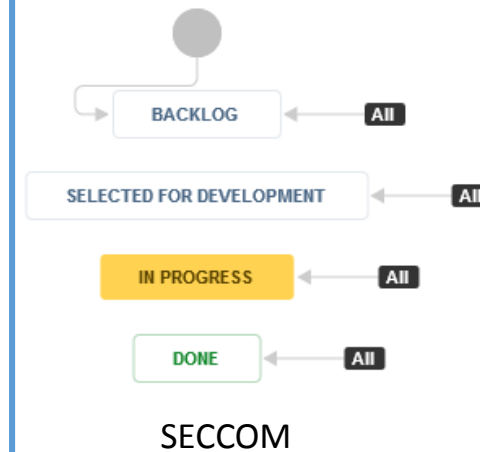 BACKLOG All
SELECTED FOR DEVELOPMENT All
IN PROGRESS All
DONE All
SECCOM